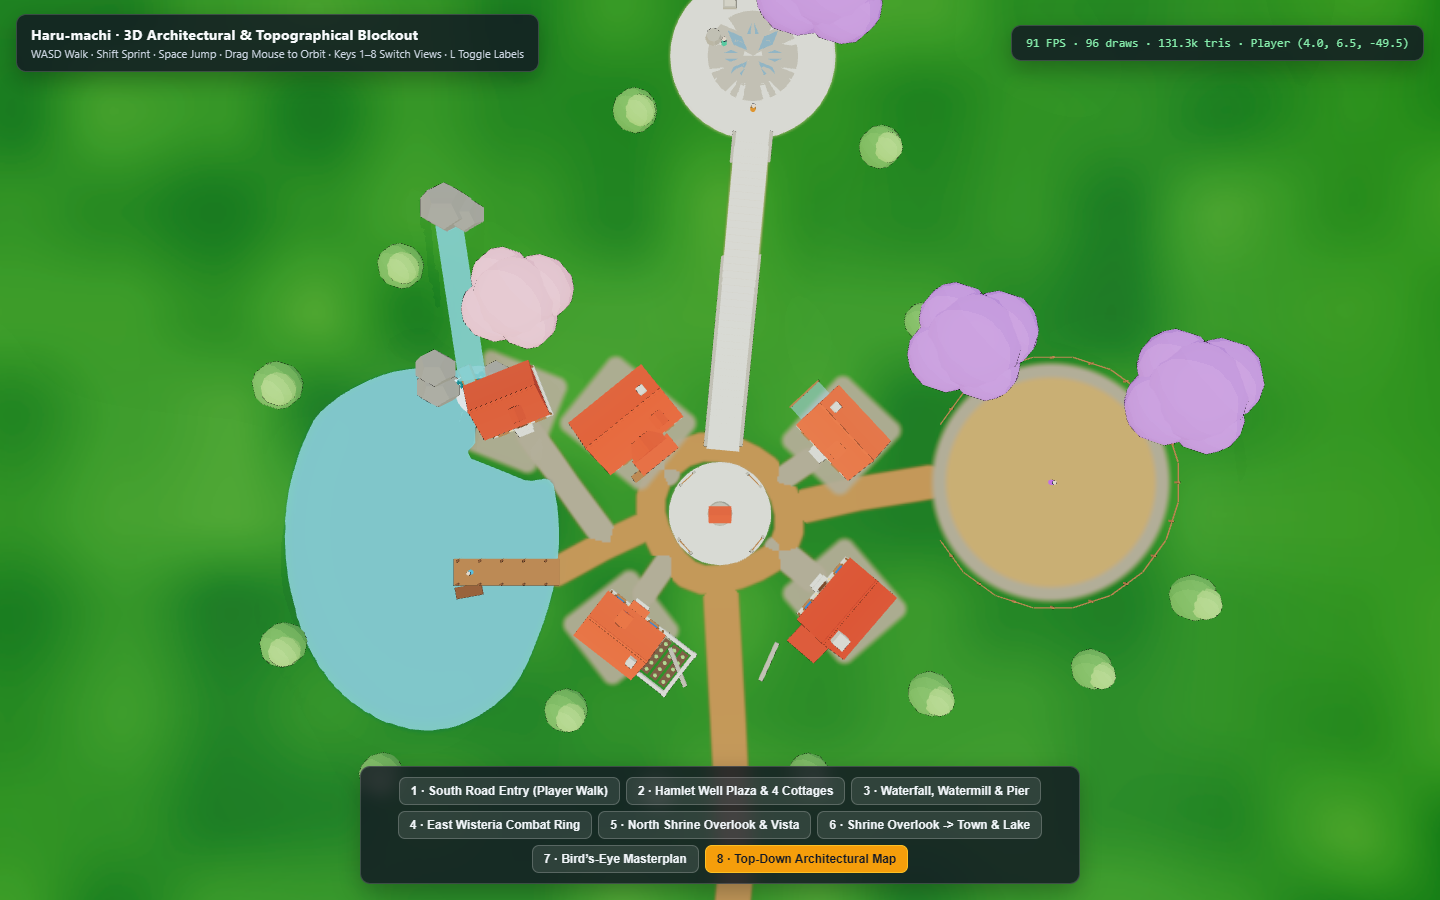 Haru-machi · 3D Architectural & Topographical Blockout
WASD Walk · Shift Sprint · Space Jump · Drag Mouse to Orbit · Keys 1–8 Switch Views · L Toggle Labels
91 FPS · 96 draws · 131.3k tris · Player (4.0, 6.5, -49.5)
1 · South Road Entry (Player Walk)
2 · Hamlet Well Plaza & 4 Cottages
3 · Waterfall, Watermill & Pier
4 · East Wisteria Combat Ring
5 · North Shrine Overlook & Vista
6 · Shrine Overlook -> Town & Lake
7 · Bird's-Eye Masterplan
8 · Top-Down Architectural Map